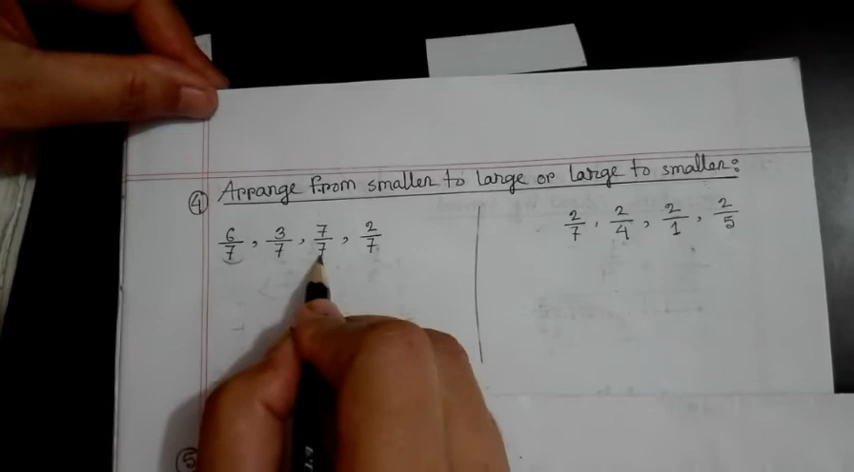 ④ Arrange from smaller to large or large to smaller:
6/7, 3/7, 7/7, 2/7
2/7, 2/4, 2/1, 2/5
⑤